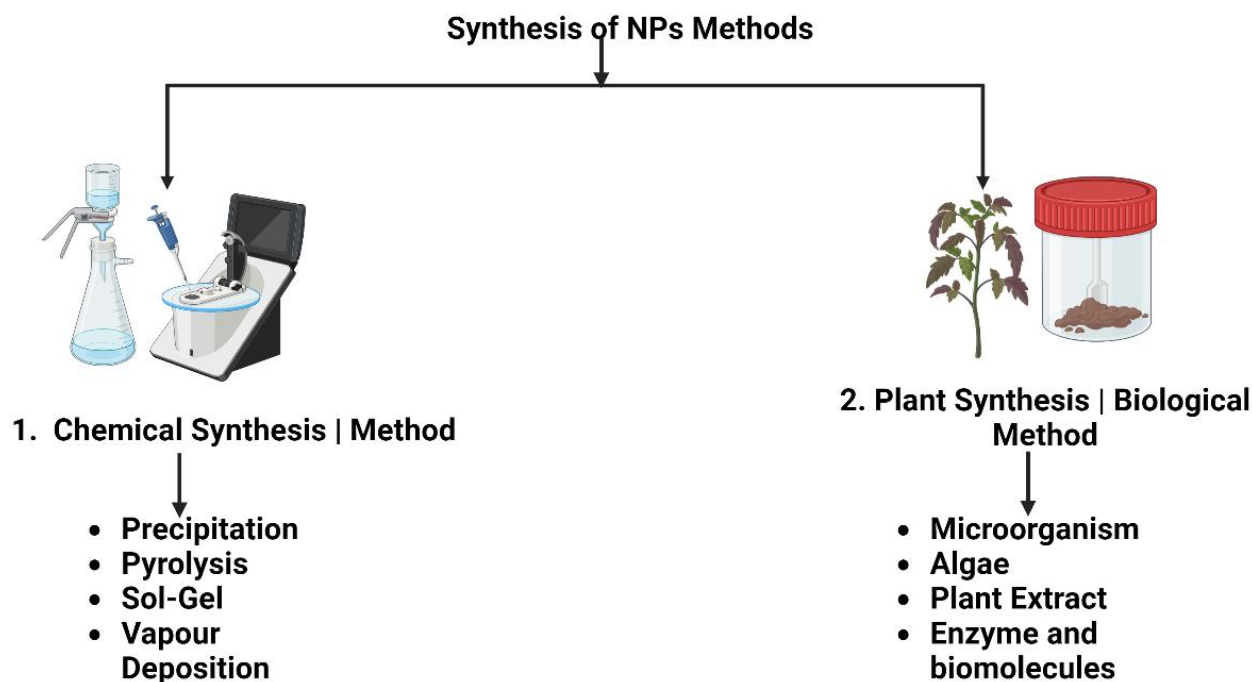 Synthesis of NPs Methods
1. Chemical Synthesis | Method
• Precipitation
• Pyrolysis
• Sol-Gel
• Vapour
Deposition
2. Plant Synthesis | Biological
Method
• Microorganism
• Algae
• Plant Extract
• Enzyme and
biomolecules